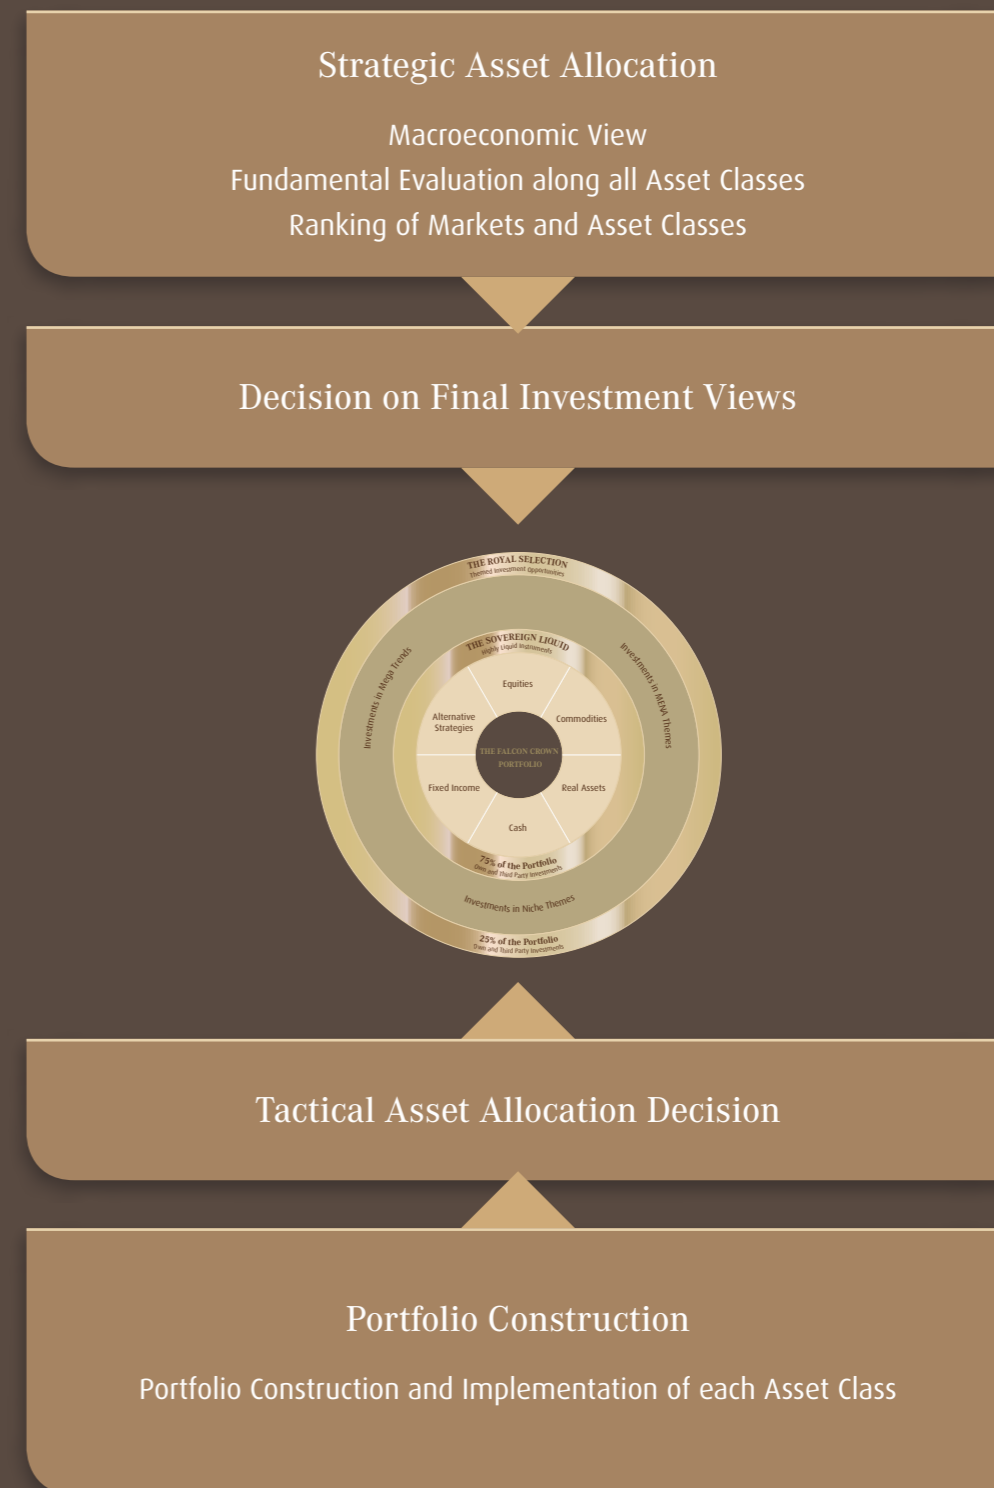 Strategic Asset Allocation
Macroeconomic View
Fundamental Evaluation along all Asset Classes
Ranking of Markets and Asset Classes
Decision on Final Investment Views
THE ROYAL SELECTION
Themed Investment Opportunities
Investments in Mega Trends
Investments in MENA Themes
THE SOVEREIGN LIQUID
Highly Liquid Instruments
Equities
Alternative
Strategies
Commodities
THE FALCON CROWN
PORTFOLIO
Fixed Income
Real Assets
Cash
75% of the Portfolio
Own and Third Party Investments
Investments in Niche Themes
25% of the Portfolio
Own and Third Party Investments
Tactical Asset Allocation Decision
Portfolio Construction
Portfolio Construction and Implementation of each Asset Class